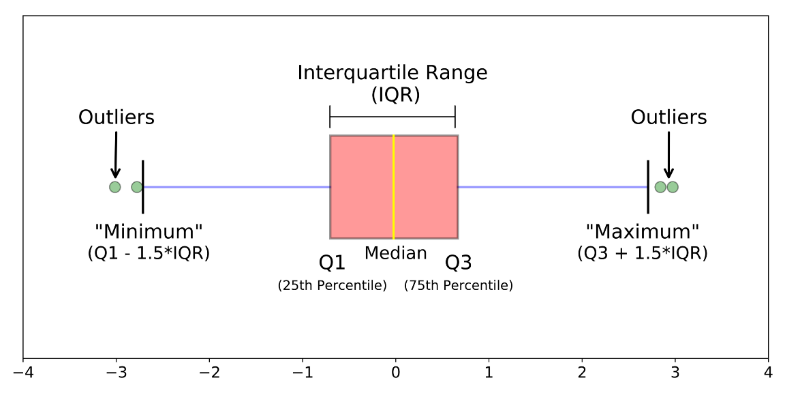 Interquartile Range
(IQR)
Outliers
Outliers
"Minimum"
(Q1 - 1.5*IQR)
"Maximum"
(Q3 + 1.5*IQR)
Median
Q1
Q3
(25th Percentile)
(75th Percentile)
−4 −3 −2 −1 0 1 2 3 4